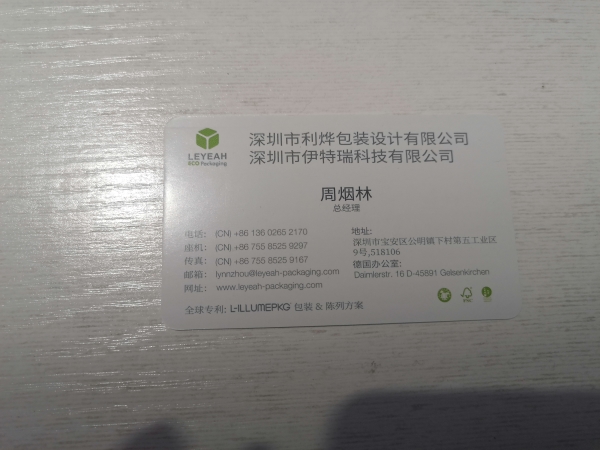 LEYEAH
ECO Packaging
深圳市利烨包装设计有限公司
深圳市伊特瑞科技有限公司
周烟林
总经理
电话: (CN) +86 136 0265 2170
座机: (CN) +86 755 8525 9297
传真: (CN) +86 755 8525 9167
邮箱: lynnzhou@leyeah-packaging.com
网址: www.leyeah-packaging.com
地址:
深圳市宝安区公明镇下村第五工业区
9号,518106
德国办公室:
Daimlerstr. 16 D-45891 Gelsenkirchen
全球专利: L-ILLUMEPKG 包装 & 陈列方案